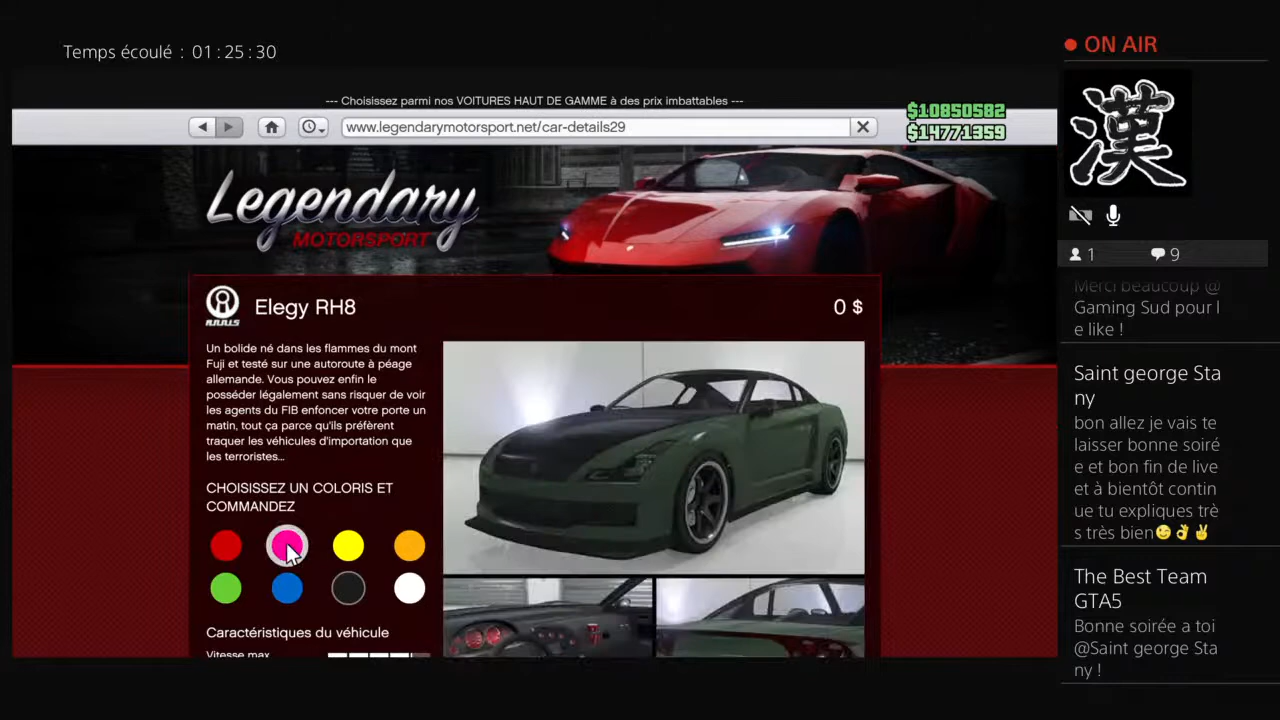 Temps écoulé : 01:25:30
ON AIR
--- Choisissez parmi nos VOITURES HAUT DE GAMME à des prix imbattables ---
www.legendarymotorsport.net/car-details29
$10850582
$14771359
漢
Legendary
MOTORSPORT
1
9
Elegy RH8
0 $
Un bolide né dans les flammes du mont
Fuji et testé sur une autoroute à péage
allemande. Vous pouvez enfin le
posséder légalement sans risquer de voir
les agents du FIB enfoncer votre porte un
matin, tout ça parce qu'ils préfèrent
traquer les véhicules d'importation que
les terroristes...
CHOISISSEZ UN COLORIS ET
COMMANDEZ
Caractéristiques du véhicule
Vitesse max
Merci beaucoup @
Gaming Sud pour l
e like !
Saint george Sta
ny
bon allez je vais te
laisser bonne soiré
e et bon fin de live
et à bientôt contin
ue tu expliques trè
s très bien😉👌✌
The Best Team
GTA5
Bonne soirée a toi
@Saint george Sta
ny !